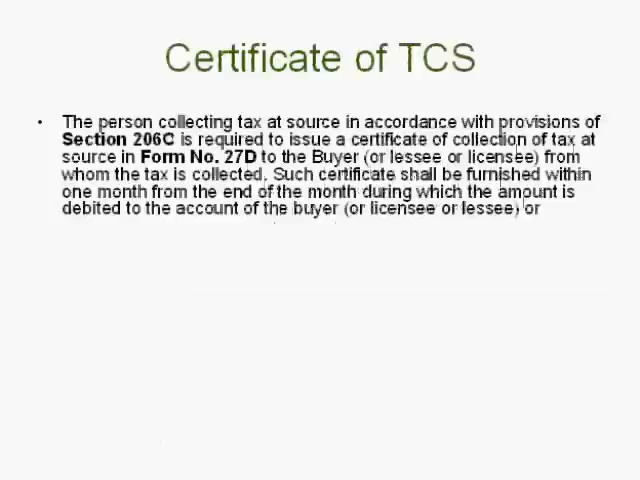 Certificate of TCS
• The person collecting tax at source in accordance with provisions of
Section 206C is required to issue a certificate of collection of tax at
source in Form No. 27D to the Buyer (or lessee or licensee) from
whom the tax is collected. Such certificate shall be furnished within
one month from the end of the month during which the amount is
debited to the account of the buyer (or licensee or lessee) or